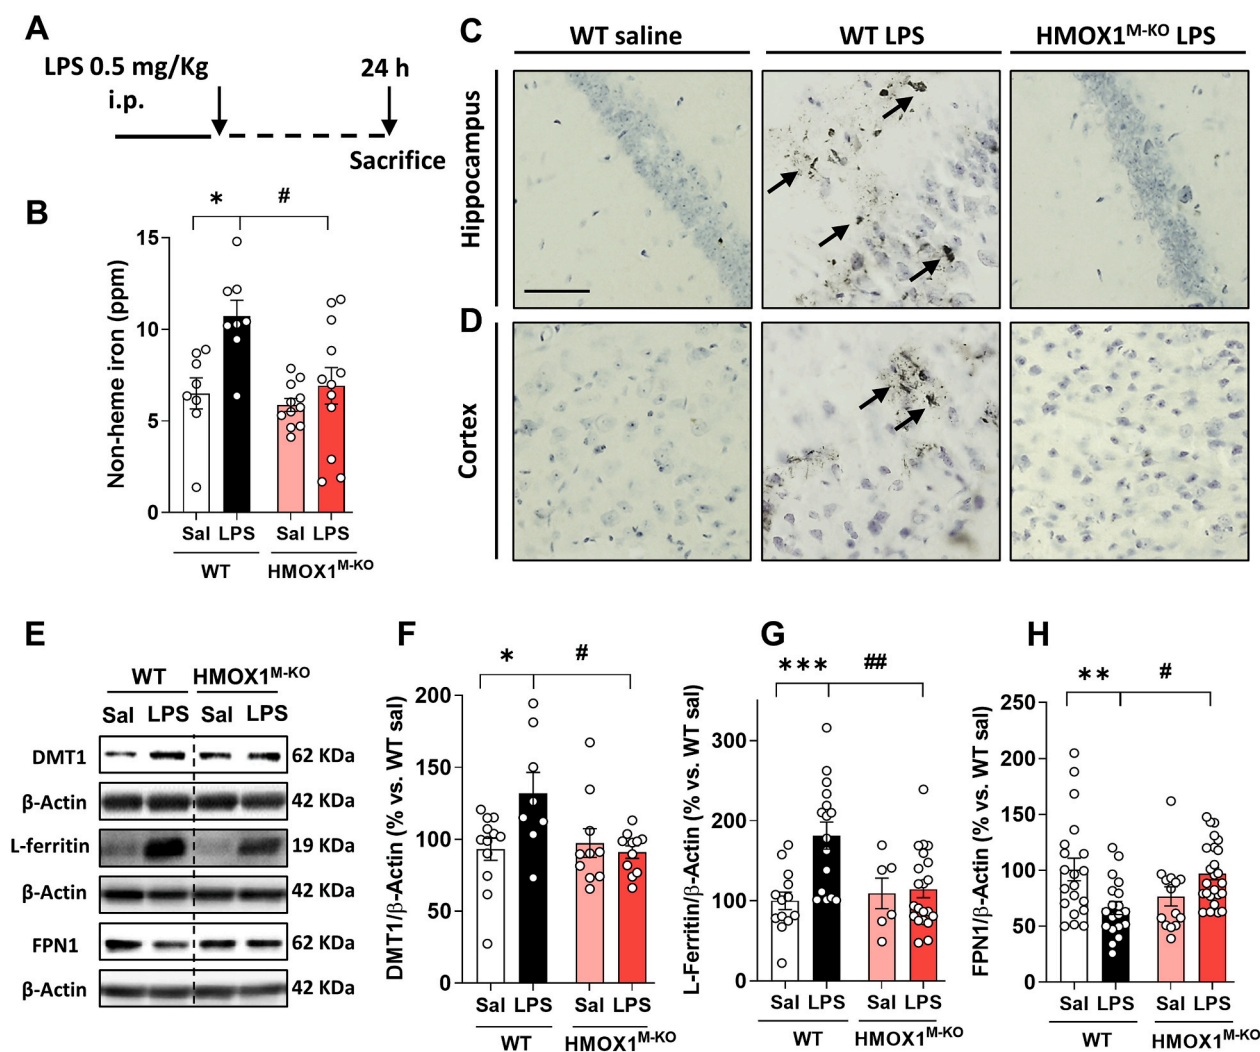 A
LPS 0.5 mg/Kg
i.p.
24 h
Sacrifice
B
* #
Non-heme iron (ppm)
15
10
5
0
Sal LPS Sal LPS
WT HMOX1M-KO
C
WT saline WT LPS HMOX1M-KO LPS
Hippocampus
D
Cortex
E
WT HMOX1M-KO
Sal LPS Sal LPS
DMT1 62 KDa
β-Actin 42 KDa
L-ferritin 19 KDa
β-Actin 42 KDa
FPN1 62 KDa
β-Actin 42 KDa
F
* #
DMT1/β-Actin (% vs. WT sal)
200
150
100
50
0
Sal LPS Sal LPS
WT HMOX1M-KO
G
*** ##
L-Ferritin/β-Actin (% vs. WT sal)
300
200
100
0
Sal LPS Sal LPS
WT HMOX1M-KO
H
** #
FPN1/β-Actin (% vs. WT sal)
250
200
150
100
50
0
Sal LPS Sal LPS
WT HMOX1M-KO